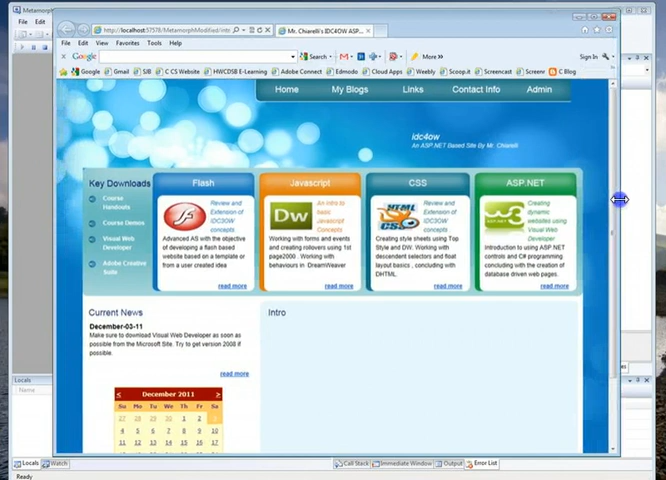 Metamorph
File
http://localhost:37578/MetamorphModified/intro
Mr. Chiarelli's IDC4OW ASP....
File Edit View Favorites Tools Help
Google Search More >> Sign In
Google Gmail SJB C CS Website HWCDSB E-Learning Adobe Connect Edmodo Cloud Apps Weebly Scoop.it Screencast Screenr C Blog
Home My Blogs Links Contact Info Admin
idc4ow
An ASP.NET Based Site By Mr. Chiarelli
Key Downloads
Course Handouts
Course Demos
Visual Web Developer
Adobe Creative Suite
Flash
Review and Extension of IDC3OW concepts
Advanced AS with the objective
of developing a flash based
website based on a template or
from a user created idea
read more
Javascript
Dw
An intro to basic Javascript Concepts
Working with forms and events
and creating rollovers using 1st
page2000 . Working with
behaviours in DreamWeaver
read more
CSS
HTML
CSS
Review and Extension of IDC3OW concepts
Creating style sheets using Top
Style and DW. Working with
descendent selectors and float
layout basics , concluding with
DHTML.
read more
ASP.NET
w3
Creating dynamic websites using Visual Web Developer
Introduction to using ASP.NET
controls and C# programming
concluding with the creation of
database driven web pages.
read more
Current News
December-03-11
Make sure to download Visual Web Developer as soon as
possible from the Microsoft Site. Try to get version 2008 if
possible.
read more
Intro
< December 2011 >
Su Mo Tu We Th Fr Sa
27 28 29 30 1 2 3
4 5 6 7 8 9 10
11 12 13 14 15 16 17
Locals
Name
Locals Watch
Call Stack Immediate Window Output Error List
Ready